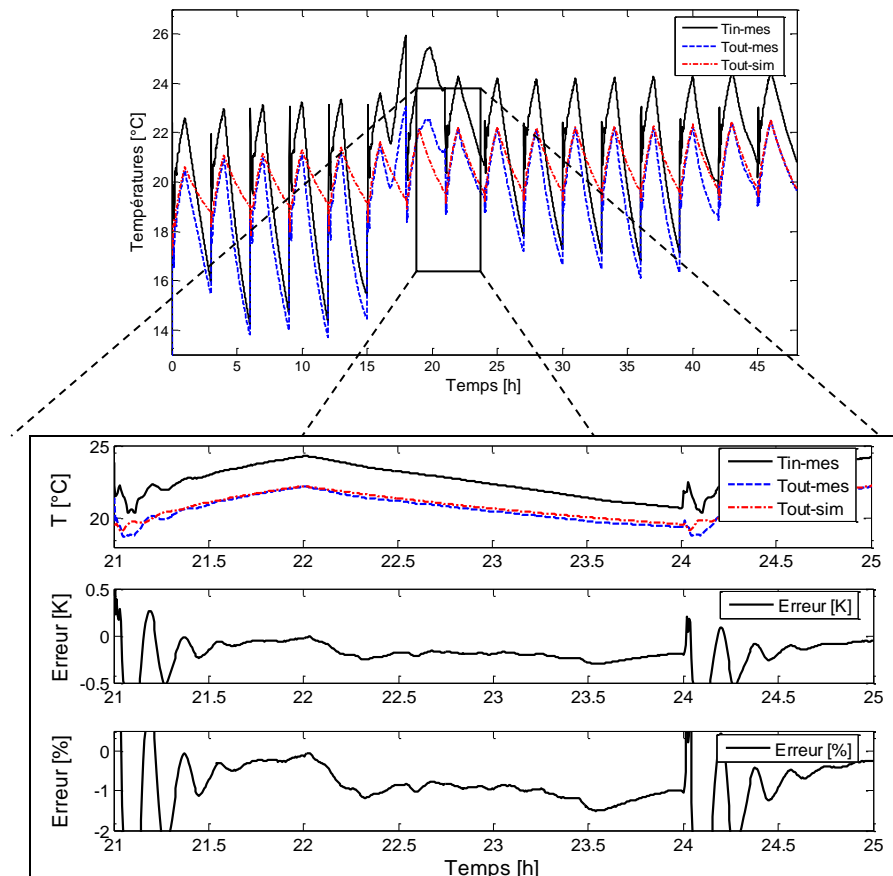 Températures [°C]
26
24
22
20
18
16
14
Tin-mes
Tout-mes
Tout-sim
0 5 10 15 20 25 30 35 40 45
Temps [h]
T [°C]
25
20
Tin-mes
Tout-mes
Tout-sim
21 21.5 22 22.5 23 23.5 24 24.5 25
Erreur [K]
0.5
0
-0.5
Erreur [K]
21 21.5 22 22.5 23 23.5 24 24.5 25
Erreur [%]
0
-1
-2
Erreur [%]
21 21.5 22 22.5 23 23.5 24 24.5 25
Temps [h]